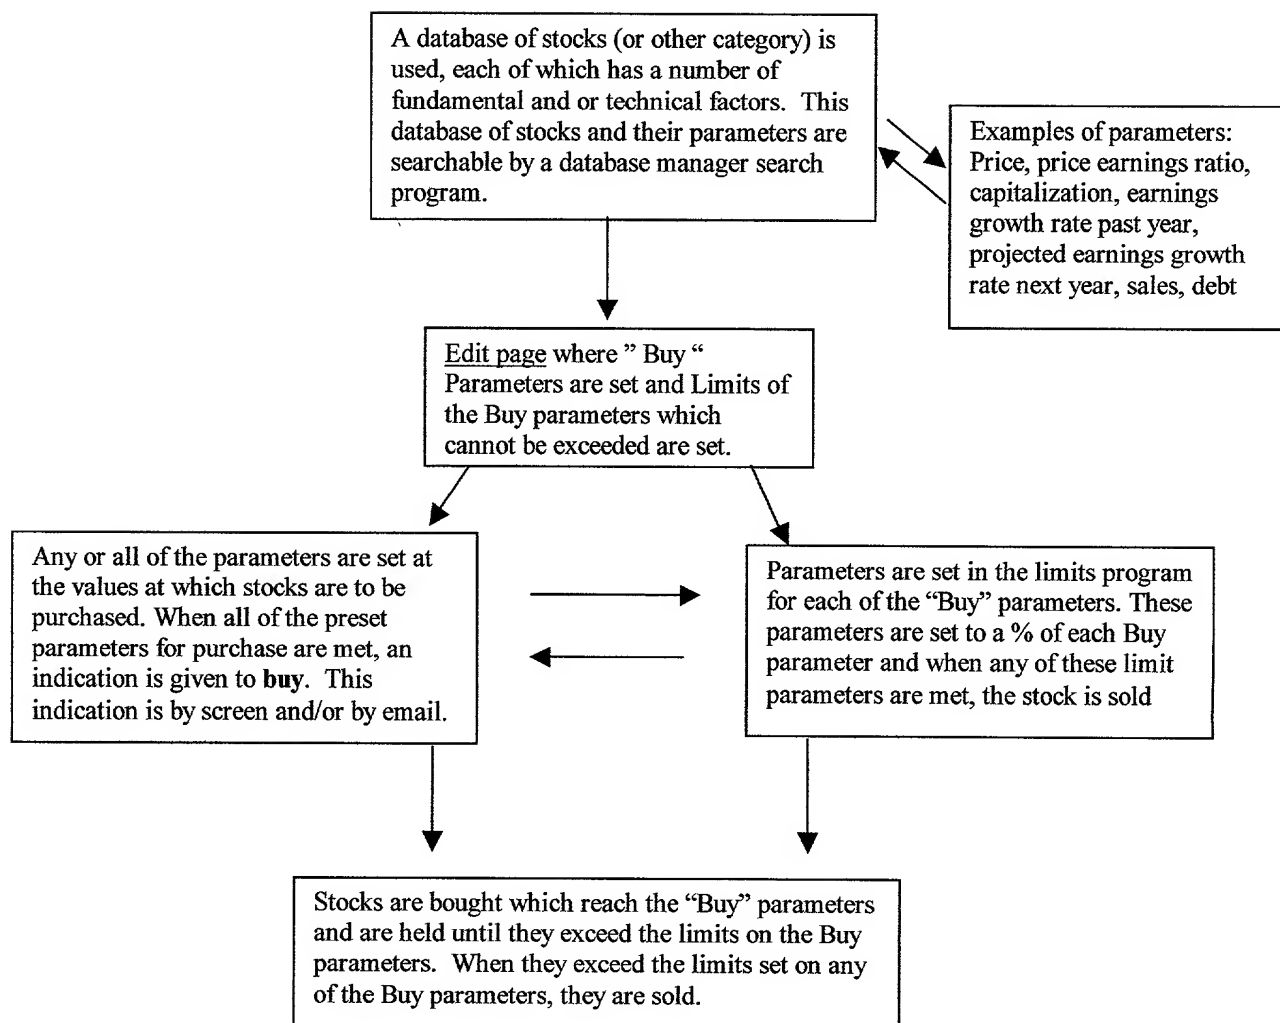 A database of stocks (or other category) is
used, each of which has a number of
fundamental and or technical factors.  This
database of stocks and their parameters are
searchable by a database manager search
program.
Examples of parameters:
Price, price earnings ratio,
capitalization, earnings
growth rate past year,
projected earnings growth
rate next year, sales, debt
Edit page where ” Buy “
Parameters are set and Limits of
the Buy parameters which
cannot be exceeded are set.
Any or all of the parameters are set at
the values at which stocks are to be
purchased. When all of the preset
parameters for purchase are met, an
indication is given to buy.  This
indication is by screen and/or by email.
Parameters are set in the limits program
for each of the “Buy” parameters. These
parameters are set to a % of each Buy
parameter and when any of these limit
parameters are met, the stock is sold
Stocks are bought which reach the “Buy” parameters
and are held until they exceed the limits on the Buy
parameters.  When they exceed the limits set on any
of the Buy parameters, they are sold.